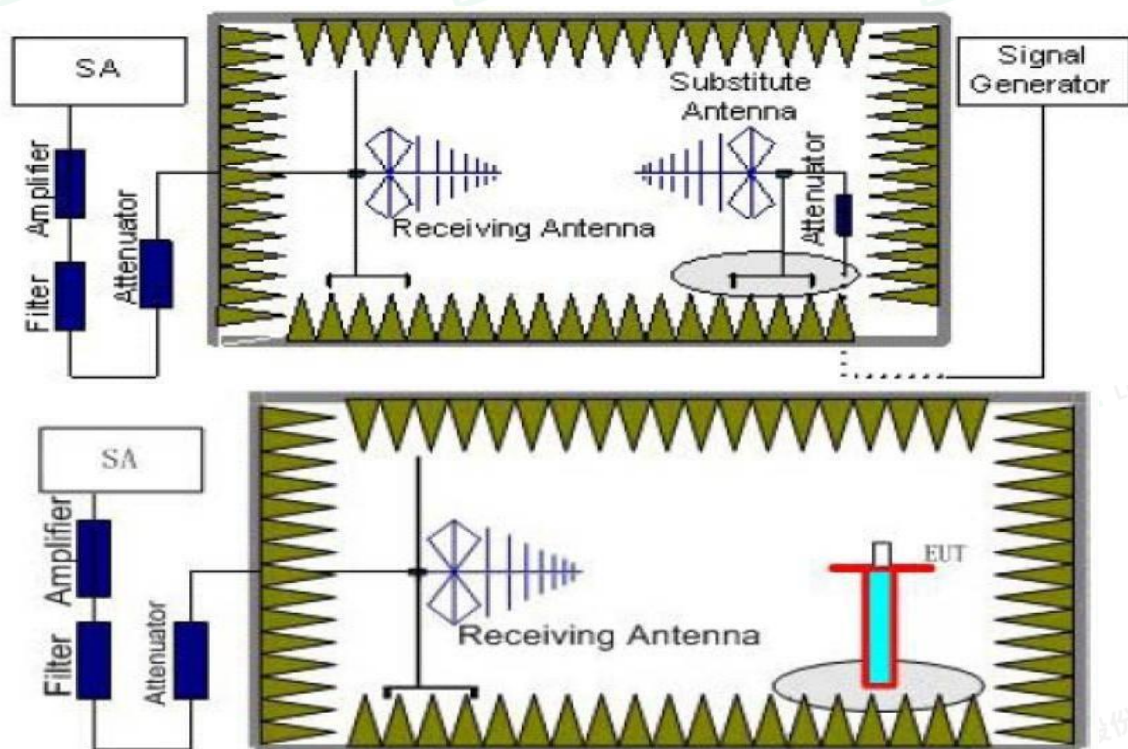 SA
Signal
Generator
Substitute
Antenna
Amplifier
Attenuator
Attenuator
Receiving Antenna
Filter
SA
Amplifier
EUT
Filter
Attenuator
Receiving Antenna